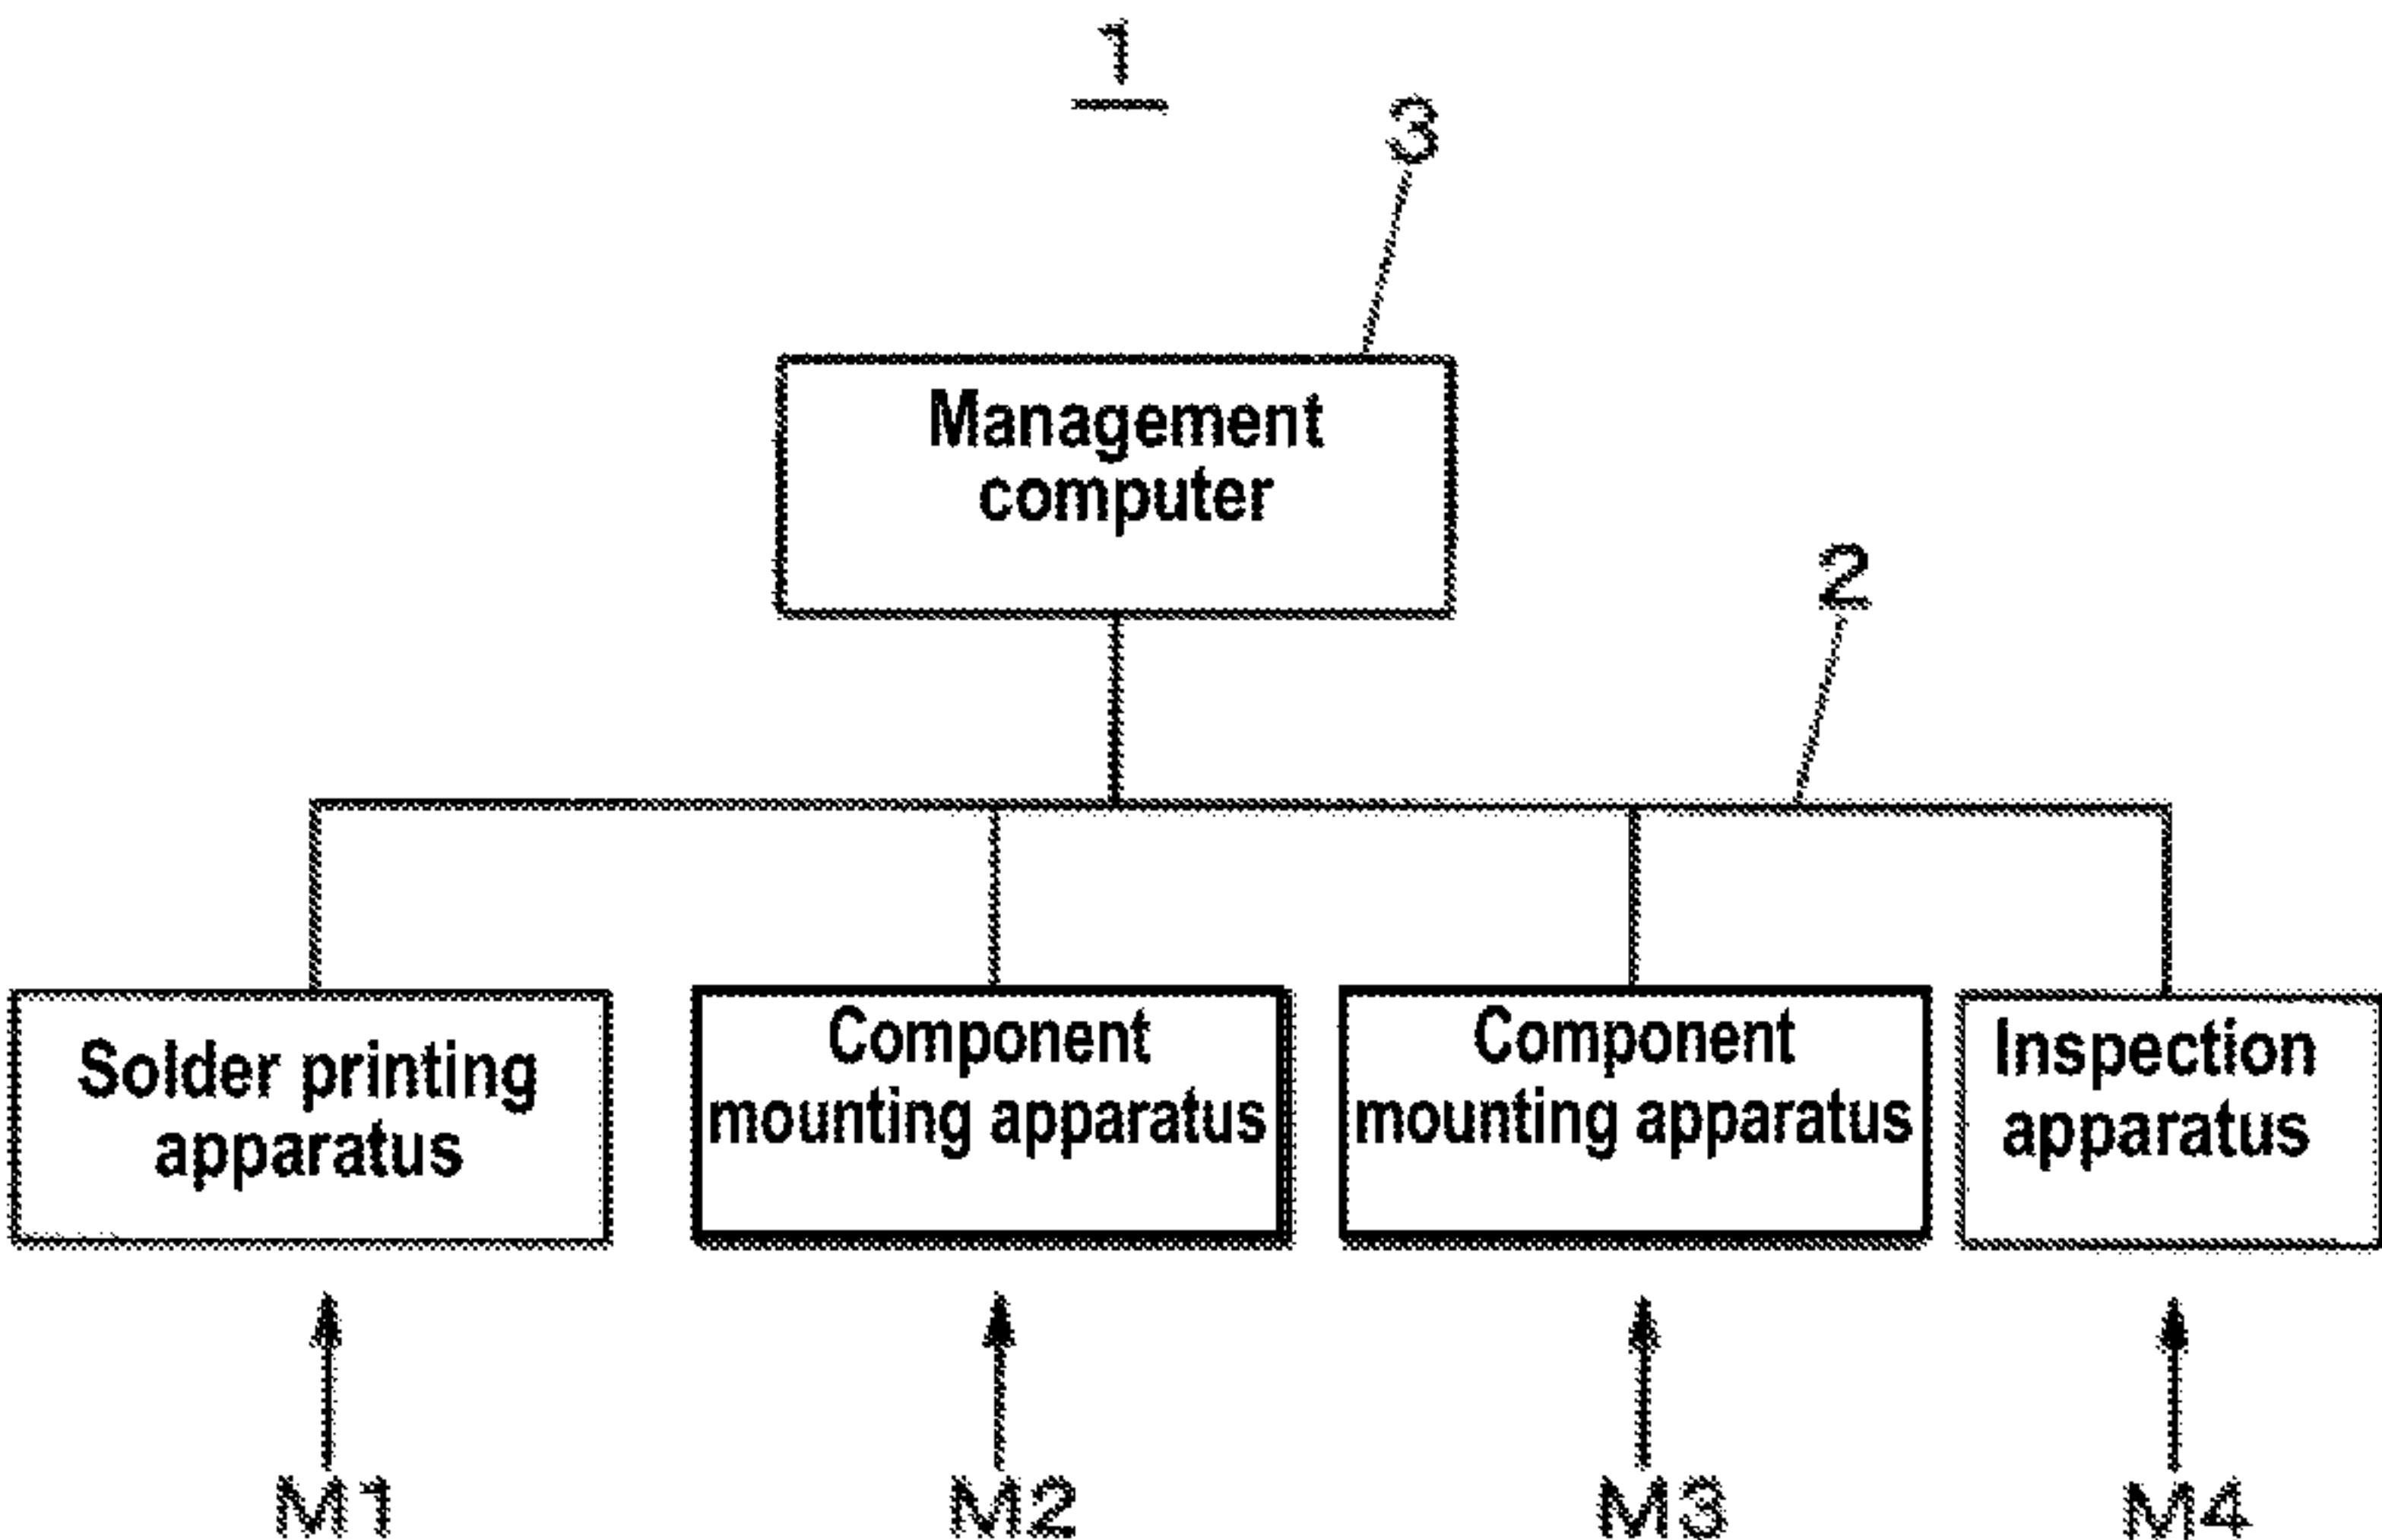 1
3
Management
computer
2
Solder printing
apparatus
Component
mounting apparatus
Component
mounting apparatus
Inspection
apparatus
M1
M2
M3
M4